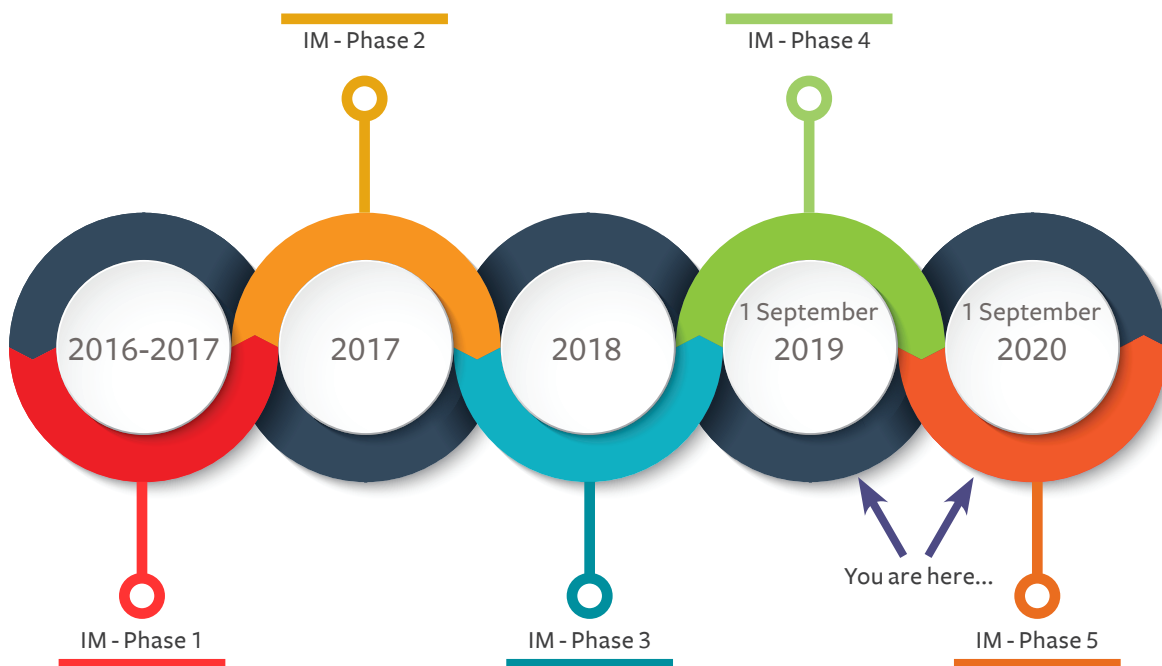 IM - Phase 2
IM - Phase 4
2016-2017
2017
2018
1 September
2019
1 September
2020
You are here...
IM - Phase 1
IM - Phase 3
IM - Phase 5